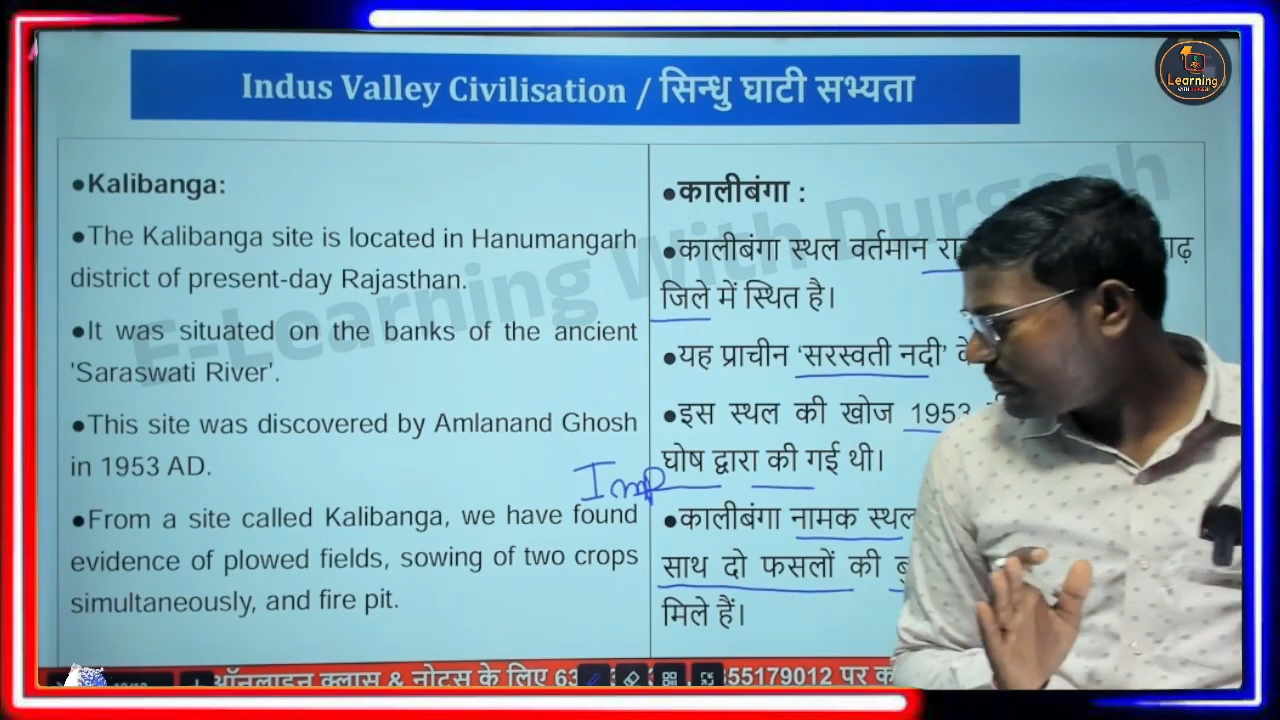 Learning
Indus Valley Civilisation / सिन्धु घाटी सभ्यता
E-Learning With Durgesh
●Kalibanga:
●The Kalibanga site is located in Hanumangarh
district of present-day Rajasthan.
●It was situated on the banks of the ancient
'Saraswati River'.
●This site was discovered by Amlanand Ghosh
in 1953 AD.
●From a site called Kalibanga, we have found
evidence of plowed fields, sowing of two crops
simultaneously, and fire pit.
Imp
●कालीबंगा :
●कालीबंगा स्थल वर्तमान
जिले में स्थित है।
●यह प्राचीन ‘सरस्वती नदी’
●इस स्थल की खोज 1953
घोष द्वारा की गई थी।
●कालीबंगा नामक स्थल
साथ दो फसलों की
मिले हैं।
ऑनलाइन क्लास & नोट्स के लिए 63 55179012 पर